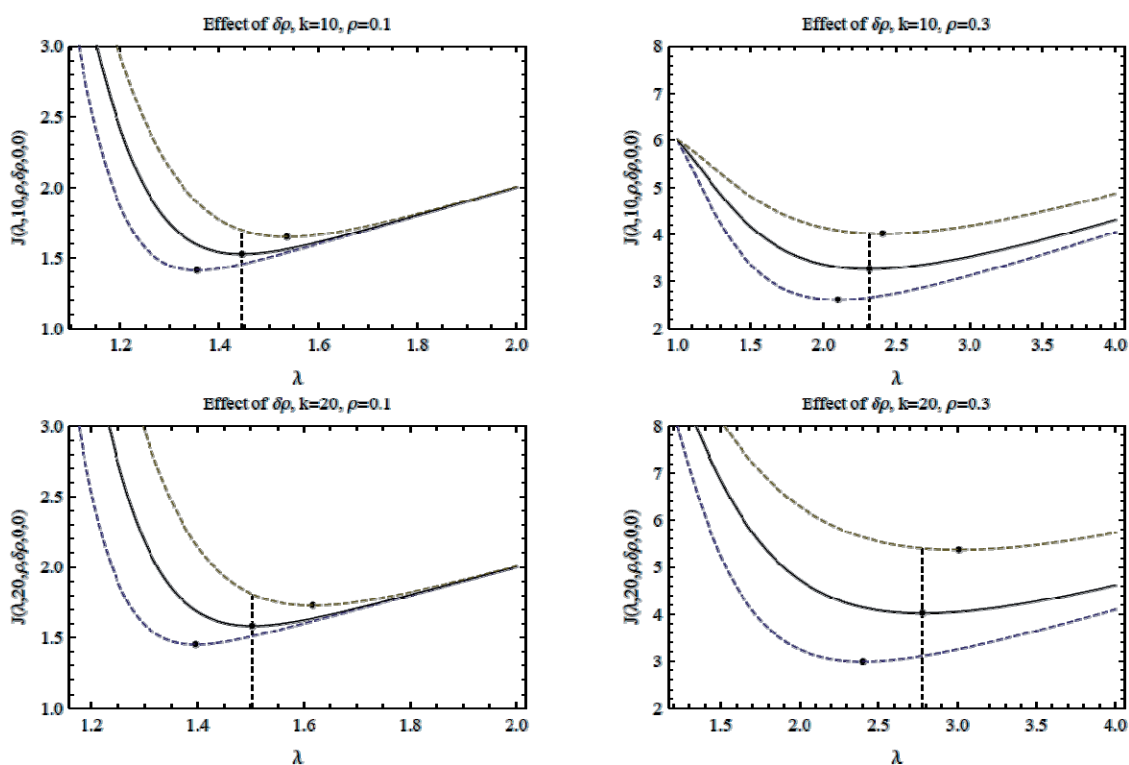 Effect of δρ, k=10, ρ=0.1
3.0
2.5
2.0
1.5
1.0
J(λ,10,ρ,δρ,0,0)
1.2 1.4 1.6 1.8 2.0
λ
Effect of δρ, k=10, ρ=0.3
8
7
6
5
4
3
2
J(λ,10,ρ,δρ,0,0)
1.0 1.5 2.0 2.5 3.0 3.5 4.0
λ
Effect of δρ, k=20, ρ=0.1
3.0
2.5
2.0
1.5
1.0
J(λ,20,ρ,δρ,0,0)
1.2 1.4 1.6 1.8 2.0
λ
Effect of δρ, k=20, ρ=0.3
8
7
6
5
4
3
2
J(λ,20,ρ,δρ,0,0)
1.5 2.0 2.5 3.0 3.5 4.0
λ